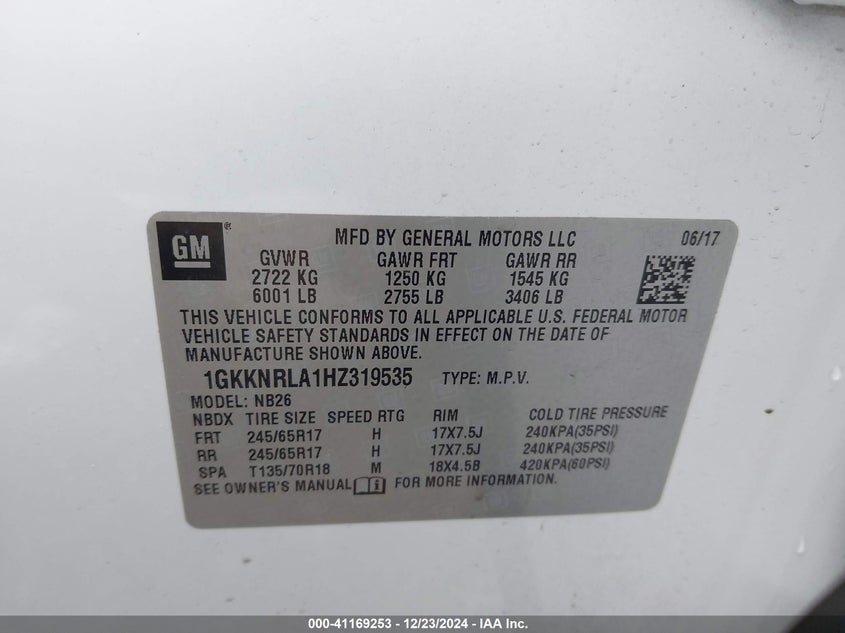 GM ®
MFD BY GENERAL MOTORS LLC 06/17
GVWR GAWR FRT GAWR RR
2722 KG 1250 KG 1545 KG
6001 LB 2755 LB 3406 LB
THIS VEHICLE CONFORMS TO ALL APPLICABLE U.S. FEDERAL MOTOR
VEHICLE SAFETY STANDARDS IN EFFECT ON THE DATE OF
MANUFACTURE SHOWN ABOVE.
1GKKNRLA1HZ319535 TYPE: M.P.V.
MODEL: NB26
NBDX TIRE SIZE SPEED RTG RIM COLD TIRE PRESSURE
FRT 245/65R17 H 17X7.5J 240KPA(35PSI)
RR 245/65R17 H 17X7.5J 240KPA(35PSI)
SPA T135/70R18 M 18X4.5B 420KPA(60PSI)
SEE OWNER'S MANUAL FOR MORE INFORMATION.
000-41169253 - 12/23/2024 - IAA Inc.